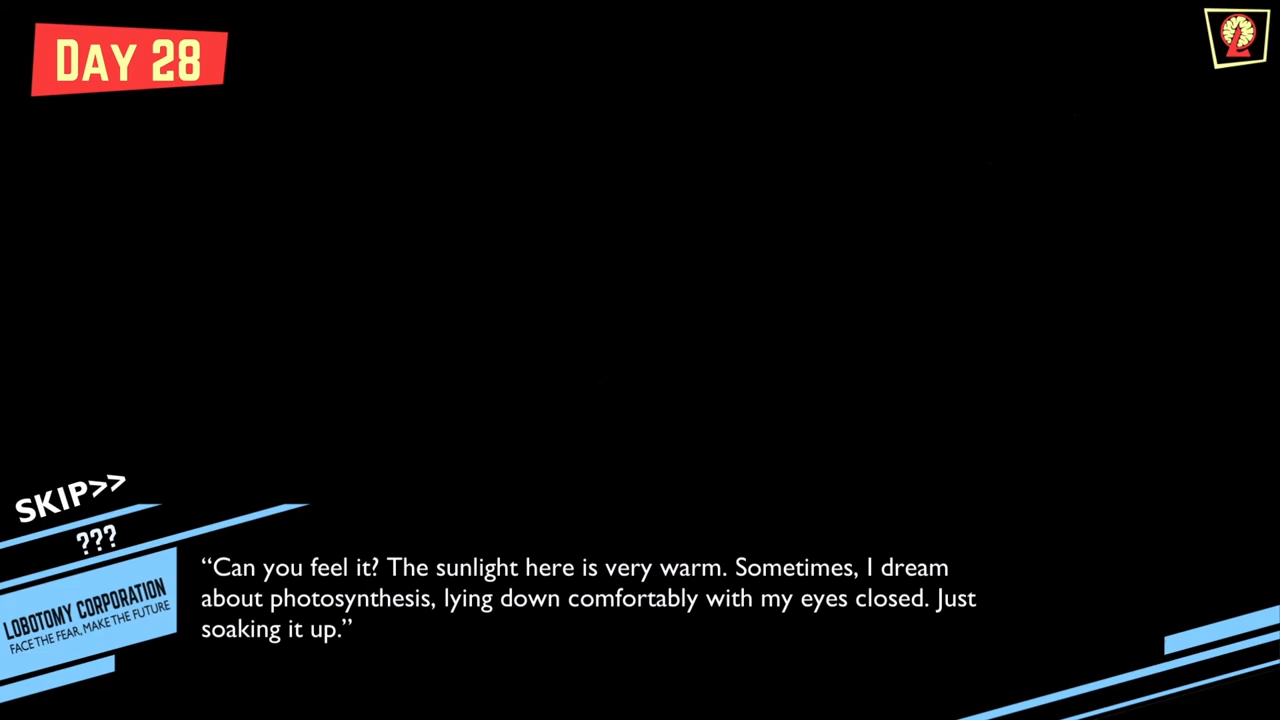 DAY 28
SKIP>>
???
LOBOTOMY CORPORATION
FACE THE FEAR, MAKE THE FUTURE
“Can you feel it? The sunlight here is very warm. Sometimes, I dream
about photosynthesis, lying down comfortably with my eyes closed. Just
soaking it up.”